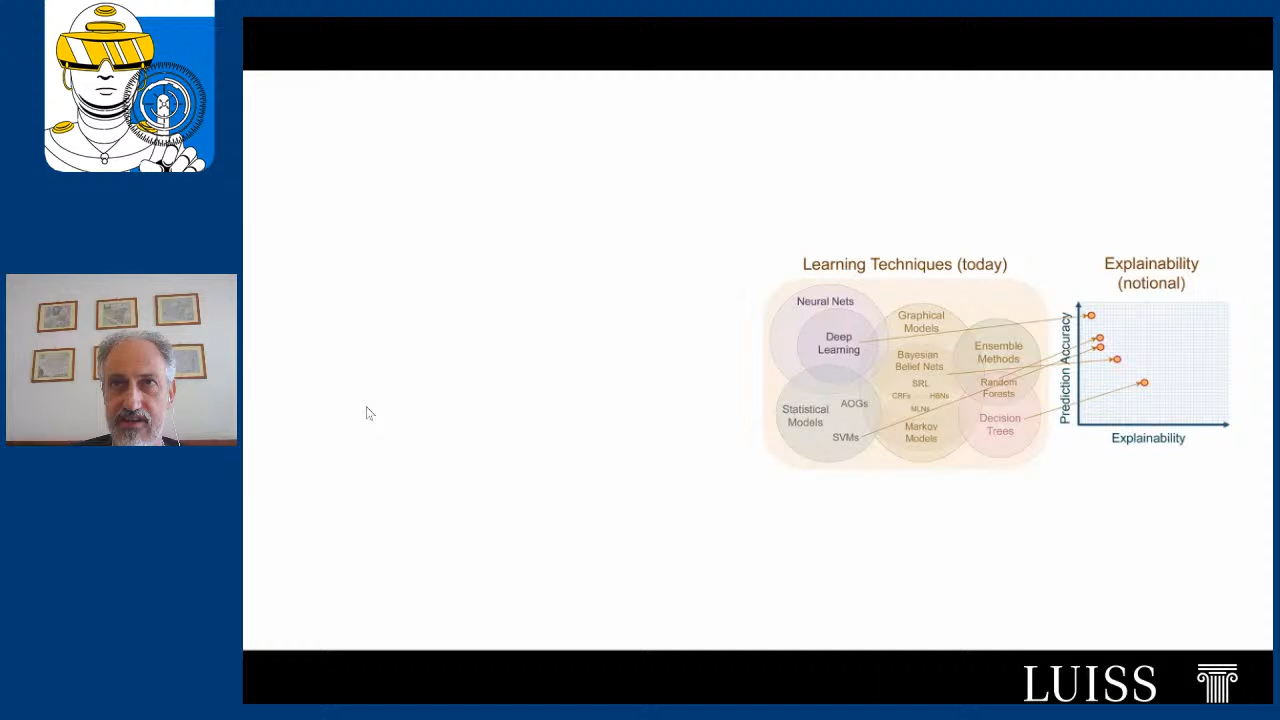 Learning Techniques (today)
Neural Nets
Deep
Learning
Graphical
Models
Bayesian
Belief Nets
SRL
CRFs
HBNs
MLNs
Markov
Models
Ensemble
Methods
Random
Forests
Decision
Trees
Statistical
Models
AOGs
SVMs
Explainability
(notional)
Prediction Accuracy
Explainability
LUISS